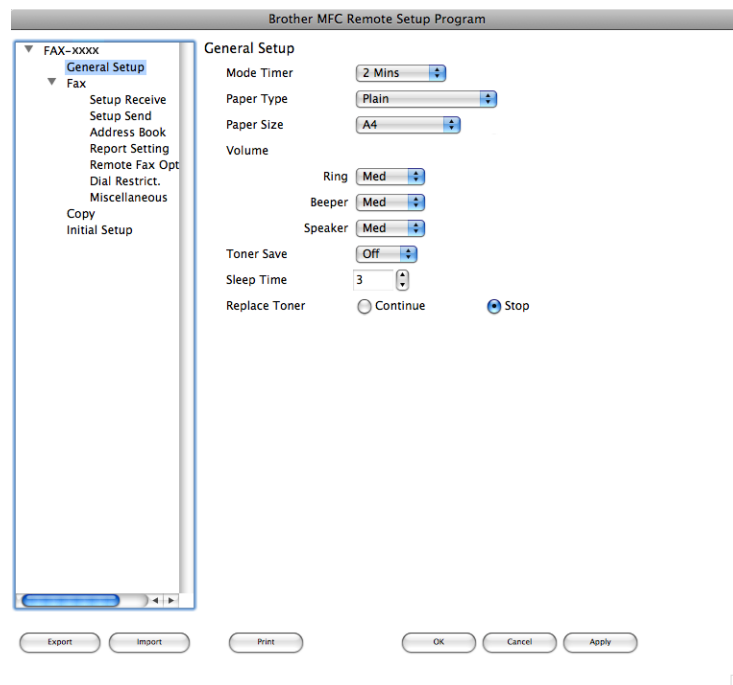 Brother MFC Remote Setup Program
FAX-xxxx
General Setup
Fax
Setup Receive
Setup Send
Address Book
Report Setting
Remote Fax Opt
Dial Restrict.
Miscellaneous
Copy
Initial Setup
General Setup
Mode Timer 2 Mins
Paper Type Plain
Paper Size A4
Volume
Ring Med
Beeper Med
Speaker Med
Toner Save Off
Sleep Time 3
Replace Toner Continue Stop
Export Import Print OK Cancel Apply